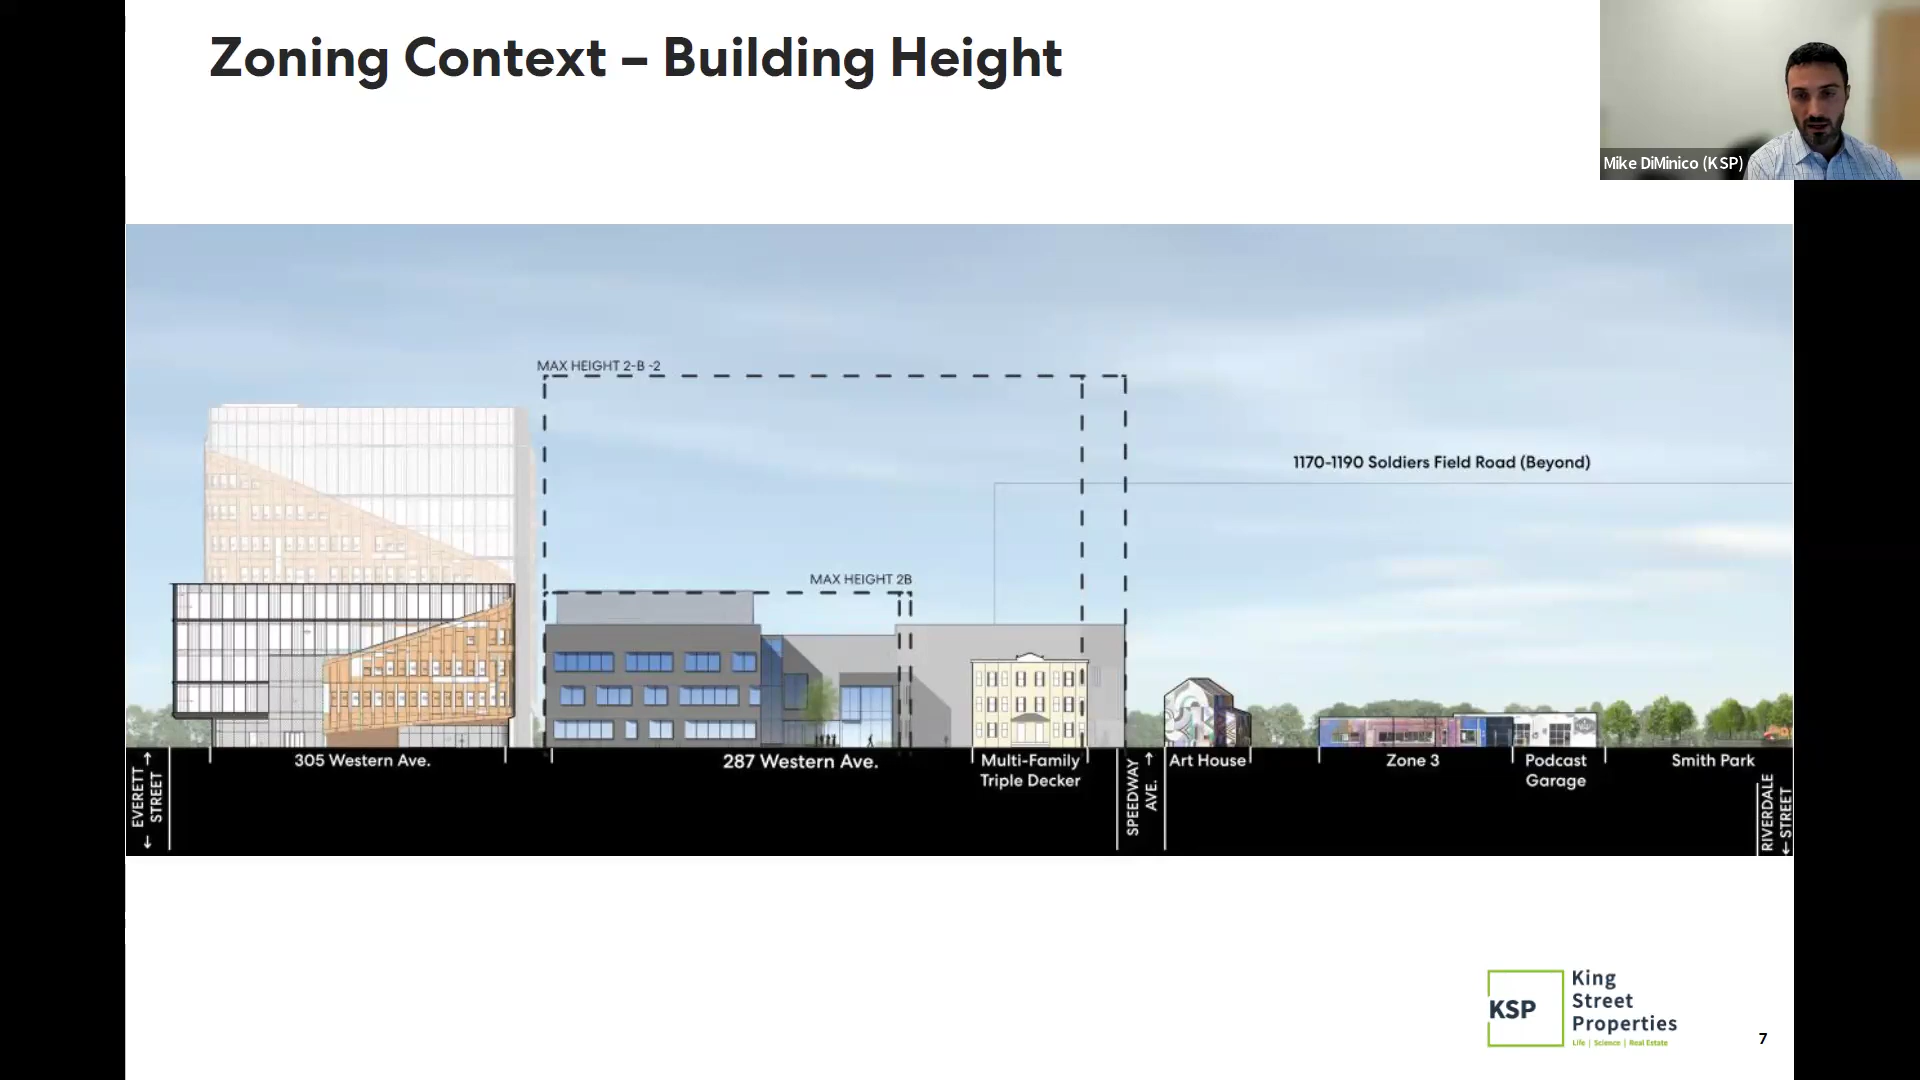 Zoning Context – Building Height
Mike DiMinico (KSP)
MAX HEIGHT 2-B -2
1170-1190 Soldiers Field Road (Beyond)
MAX HEIGHT 2B
← EVERETT STREET →
305 Western Ave.
287 Western Ave.
Multi-Family
Triple Decker
SPEEDWAY
AVE. →
Art House
Zone 3
Podcast
Garage
Smith Park
RIVERDALE
← STREET
KSP
King
Street
Properties
Life | Science | Real Estate
7